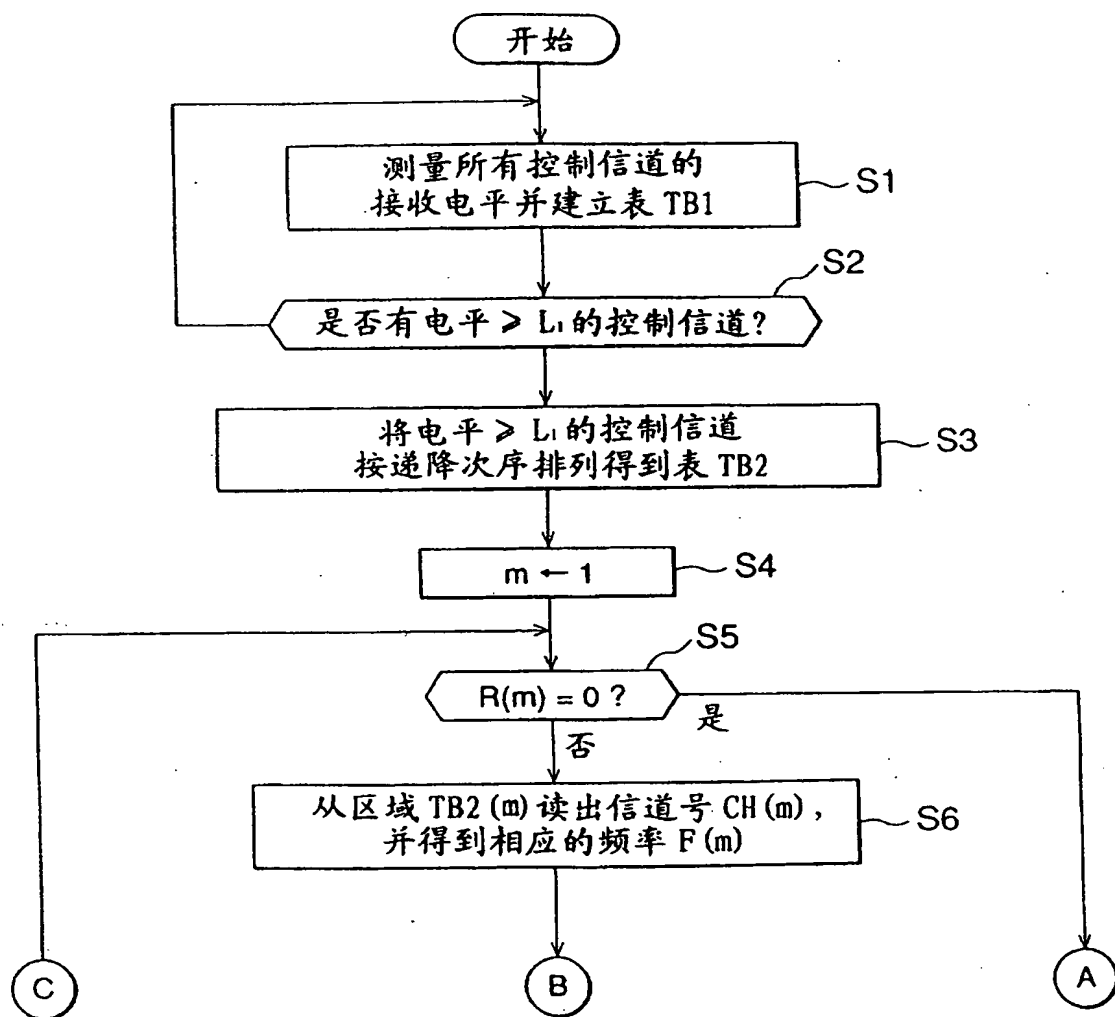 开始
测量所有控制信道的
接收电平并建立表 TB1
S1
S2
是否有电平 ≥ L₁ 的控制信道?
将电平 ≥ L₁ 的控制信道
按递降次序排列得到表 TB2
S3
m ← 1
S4
S5
R(m) = 0 ?
是
否
从区域 TB2(m) 读出信道号 CH(m),
并得到相应的频率 F(m)
S6
C
B
A